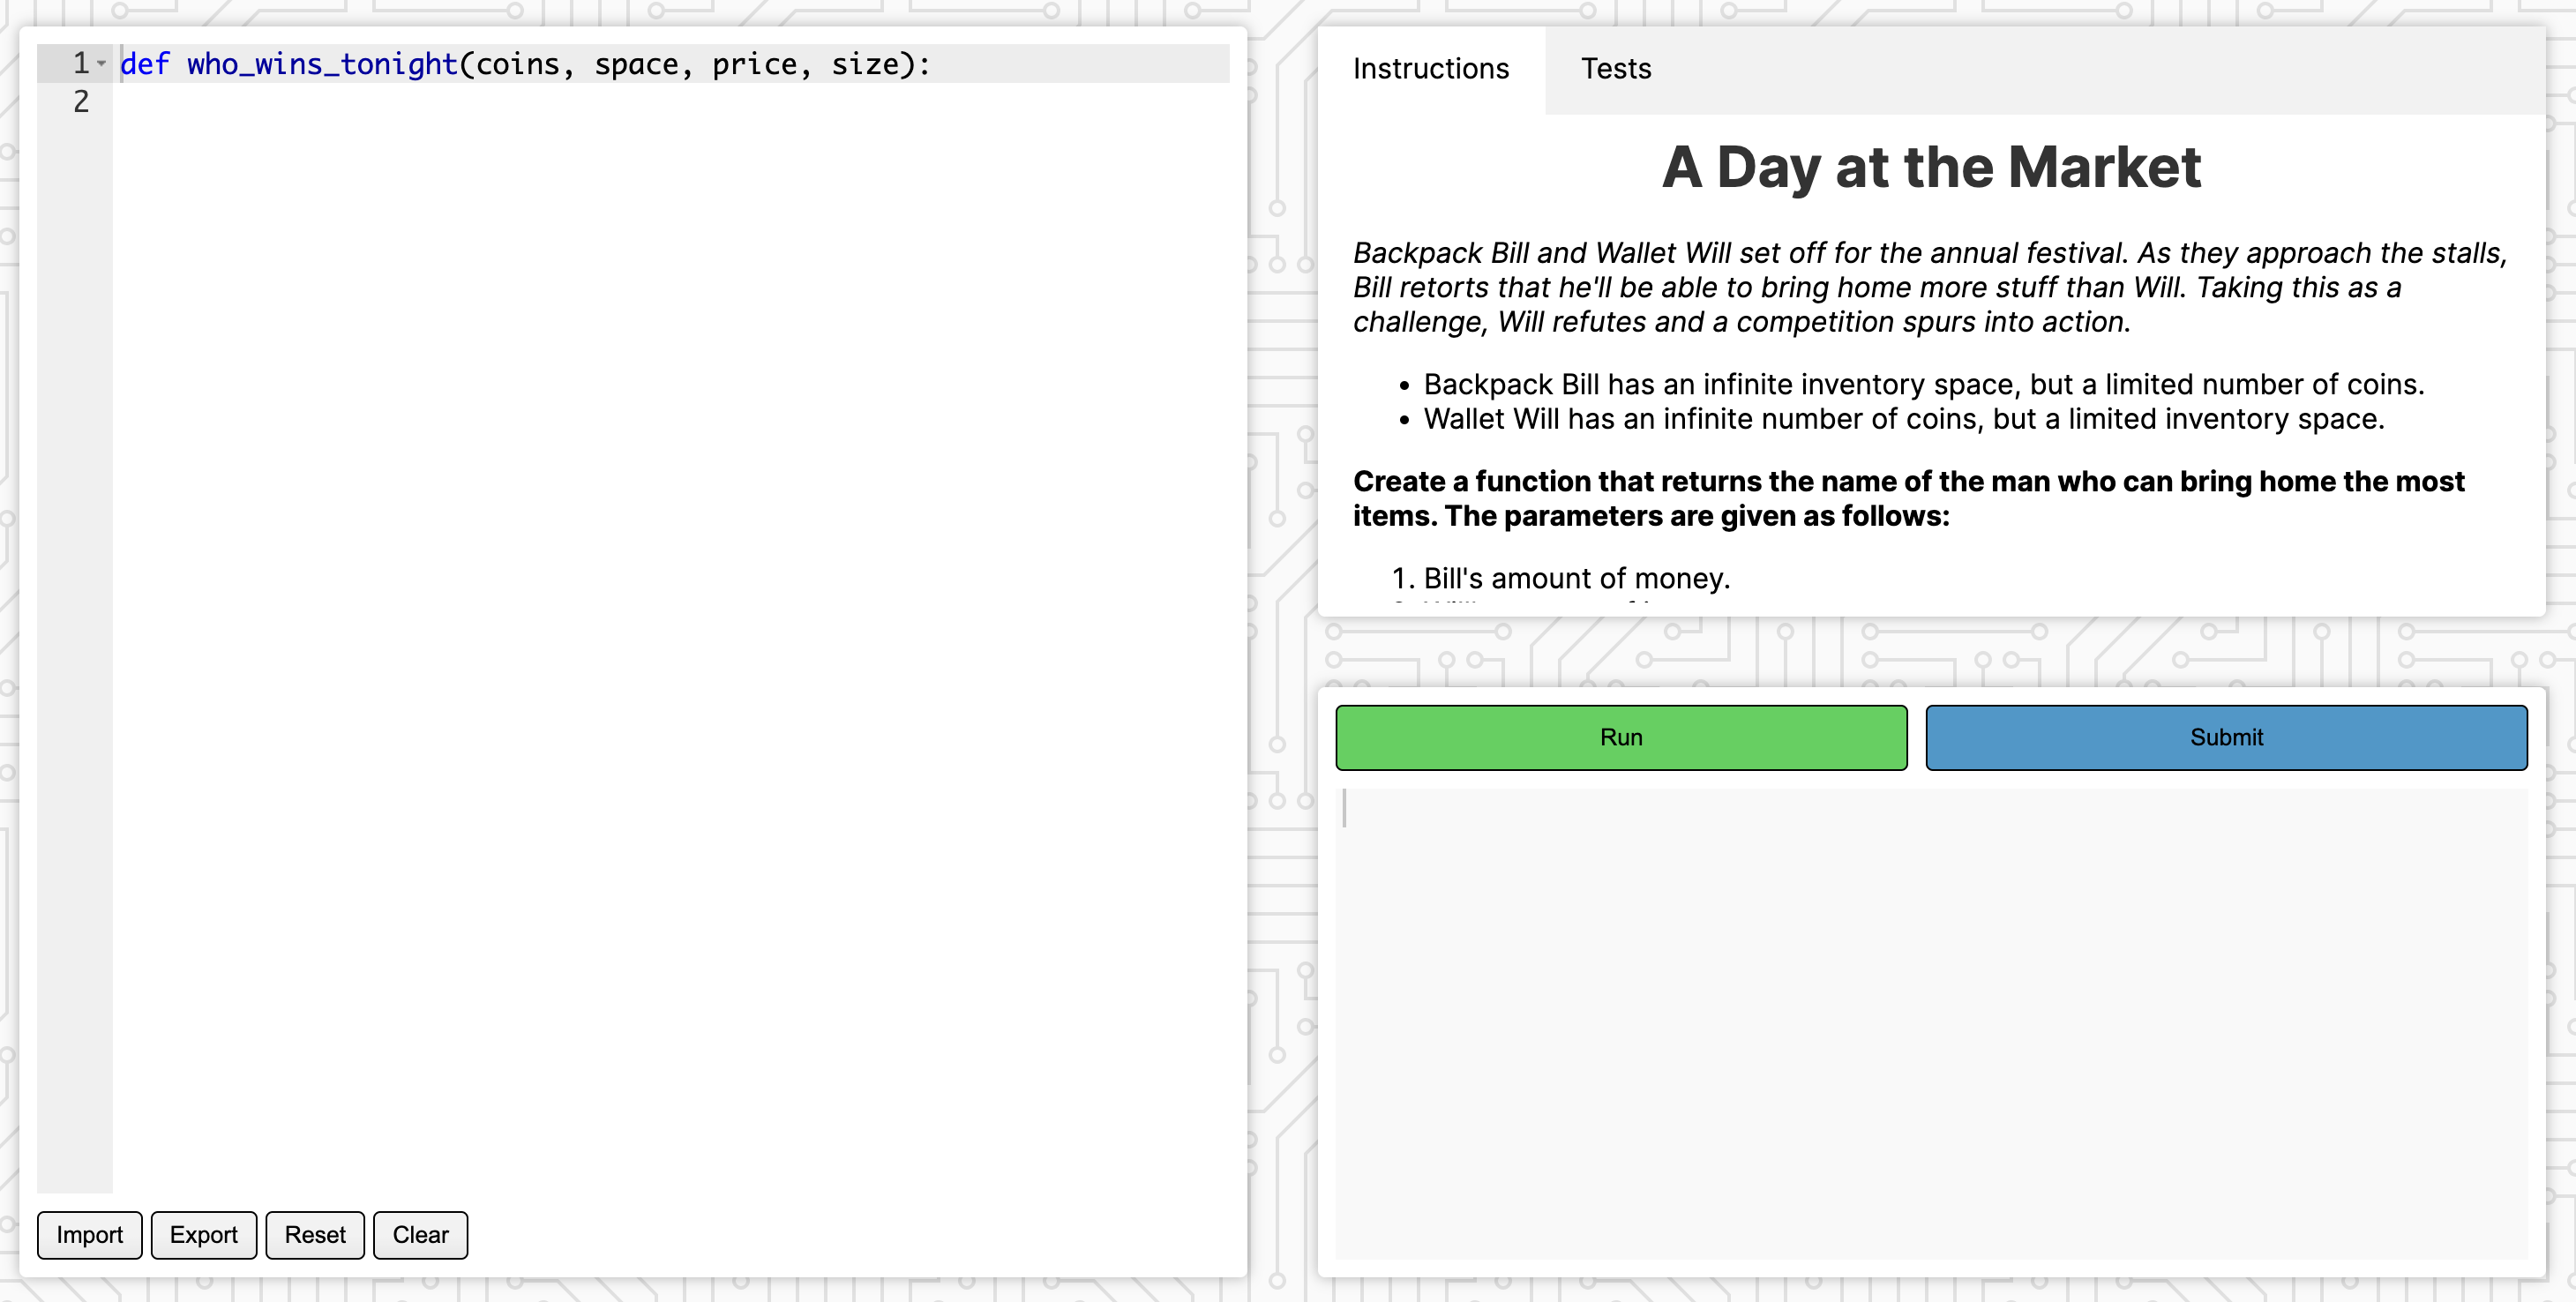 1
def who_wins_tonight(coins, space, price, size):
2
Import Export Reset Clear
Instructions Tests
A Day at the Market
Backpack Bill and Wallet Will set off for the annual festival. As they approach the stalls,
Bill retorts that he'll be able to bring home more stuff than Will. Taking this as a
challenge, Will refutes and a competition spurs into action.
• Backpack Bill has an infinite inventory space, but a limited number of coins.
• Wallet Will has an infinite number of coins, but a limited inventory space.
Create a function that returns the name of the man who can bring home the most
items. The parameters are given as follows:
1. Bill's amount of money.
Run Submit